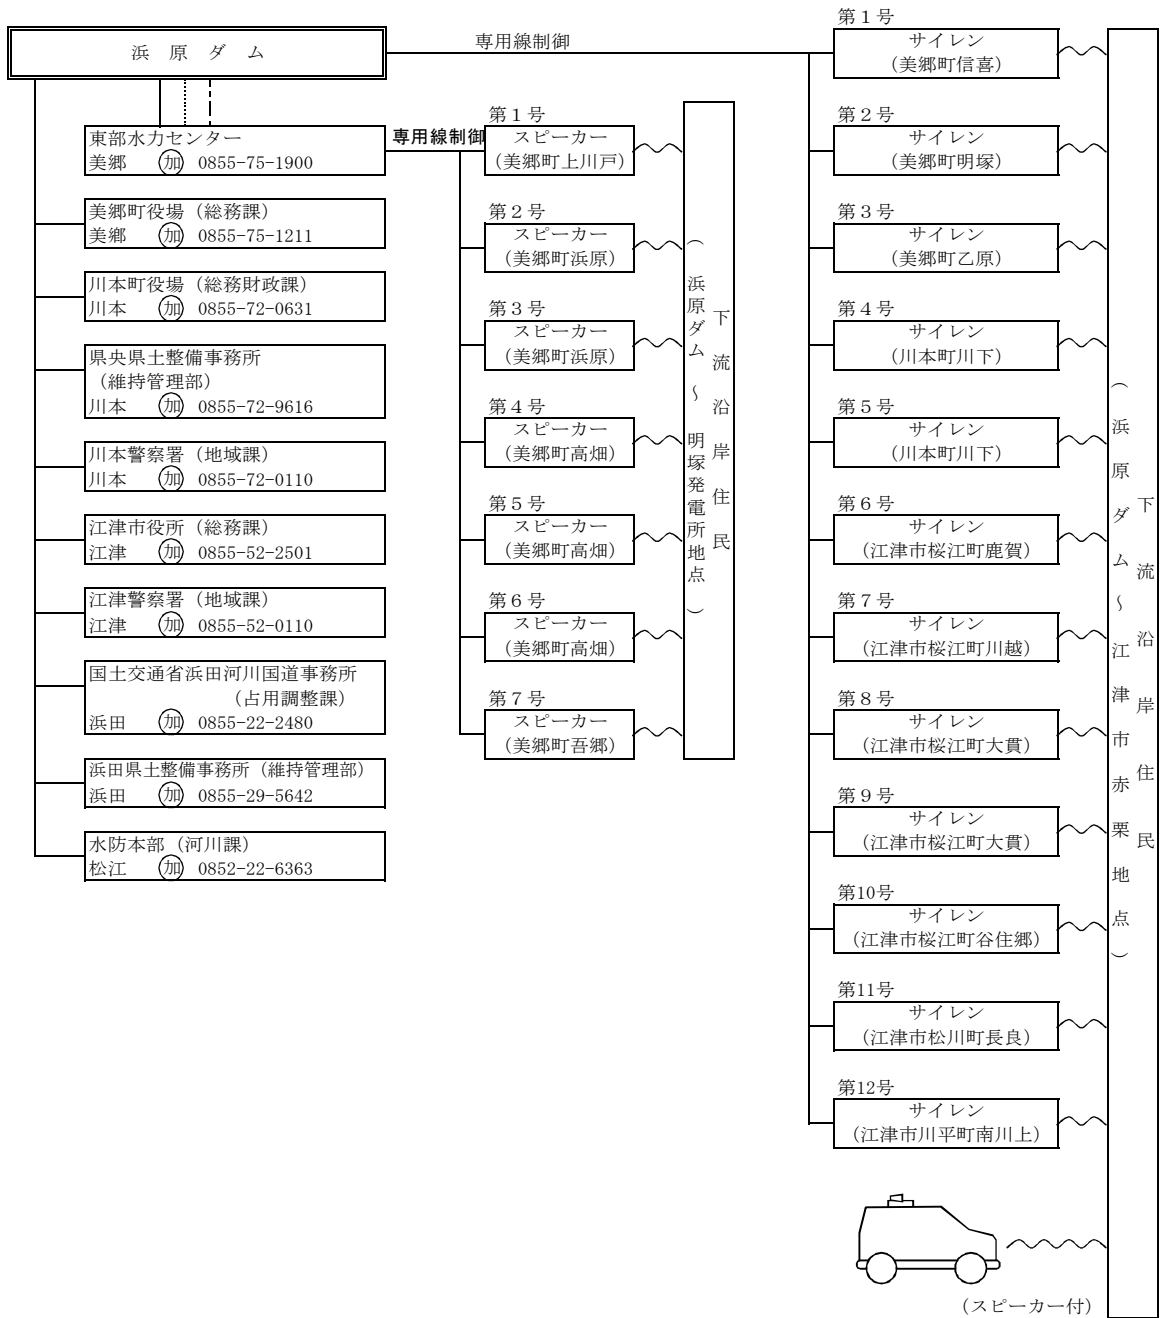 浜原ダム
専用線制御
東部水力センター
美郷 加 0855-75-1900
美郷町役場（総務課）
美郷 加 0855-75-1211
川本町役場（総務財政課）
川本 加 0855-72-0631
県央県土整備事務所
（維持管理部）
川本 加 0855-72-9616
川本警察署（地域課）
川本 加 0855-72-0110
江津市役所（総務課）
江津 加 0855-52-2501
江津警察署（地域課）
江津 加 0855-52-0110
国土交通省浜田河川国道事務所
（占用調整課）
浜田 加 0855-22-2480
浜田県土整備事務所（維持管理部）
浜田 加 0855-29-5642
水防本部（河川課）
松江 加 0852-22-6363
専用線制御
第１号
スピーカー
（美郷町上川戸）
第２号
スピーカー
（美郷町浜原）
第３号
スピーカー
（美郷町浜原）
第４号
スピーカー
（美郷町高畑）
第５号
スピーカー
（美郷町高畑）
第６号
スピーカー
（美郷町高畑）
第７号
スピーカー
（美郷町吾郷）
下流沿岸住民
（浜原ダム～明塚発電所地点）
第１号
サイレン
（美郷町信喜）
第２号
サイレン
（美郷町明塚）
第３号
サイレン
（美郷町乙原）
第４号
サイレン
（川本町川下）
第５号
サイレン
（川本町川下）
第６号
サイレン
（江津市桜江町鹿賀）
第７号
サイレン
（江津市桜江町川越）
第８号
サイレン
（江津市桜江町大貫）
第９号
サイレン
（江津市桜江町大貫）
第10号
サイレン
（江津市桜江町谷住郷）
第11号
サイレン
（江津市松川町長良）
第12号
サイレン
（江津市川平町南川上）
（スピーカー付）
下流沿岸住民
（浜原ダム～江津市赤栗地点）